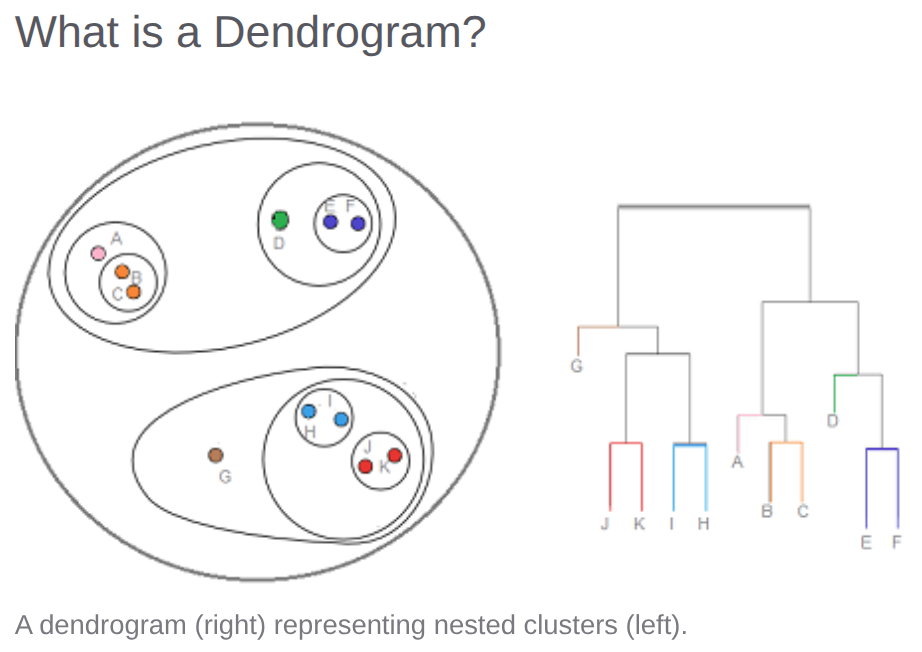 What is a Dendrogram?
E F
A
D
B
C
I
H
J
K
G
G
D
A
B C
J K I H
E F
A dendrogram (right) representing nested clusters (left).